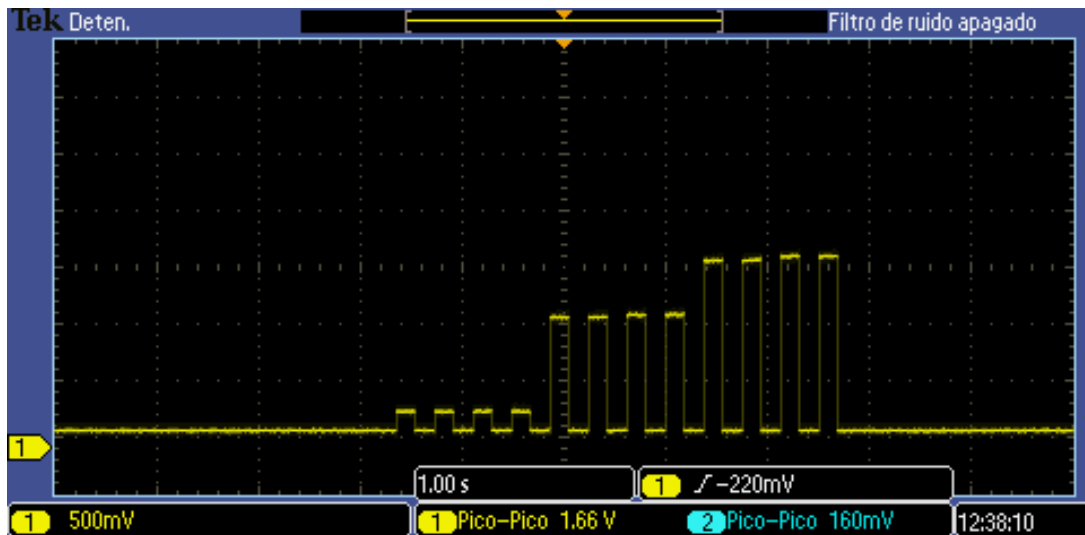 Tek Deten. Filtro de ruido apagado
1
1.00 s 1 ∫ -220mV
1 500mV 1 Pico-Pico 1.66 V 2 Pico-Pico 160mV 12:38:10